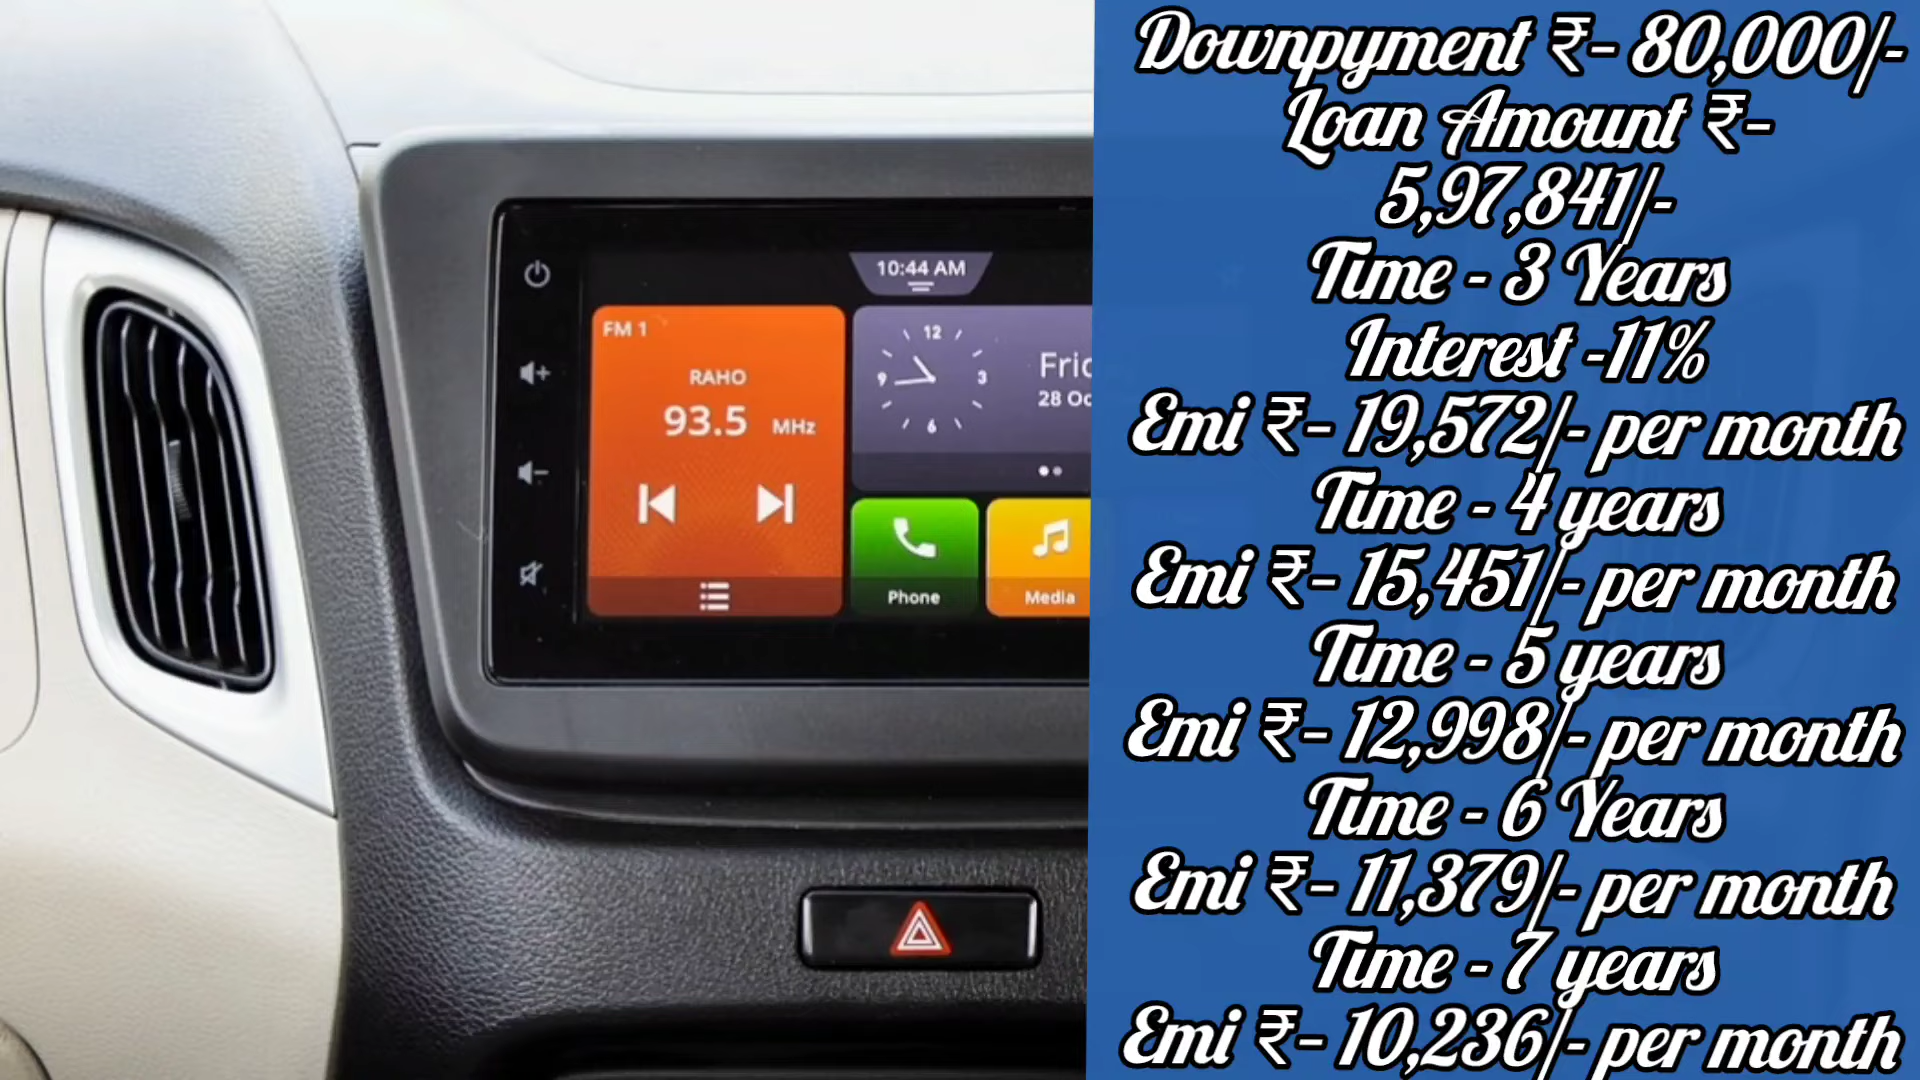 10:44 AM
FM 1
RAHO
93.5 MHz
12
3
6
9
28
Phone
Media
Downpyment ₹- 80,000/-
Loan Amount ₹-
5,97,841/-
Time - 3 Years
Interest -11%
Emi ₹- 19,572/- per month
Time - 4 years
Emi ₹- 15,451/- per month
Time - 5 years
Emi ₹- 12,998/- per month
Time - 6 Years
Emi ₹- 11,379/- per month
Time - 7 years
Emi ₹- 10,236/- per month